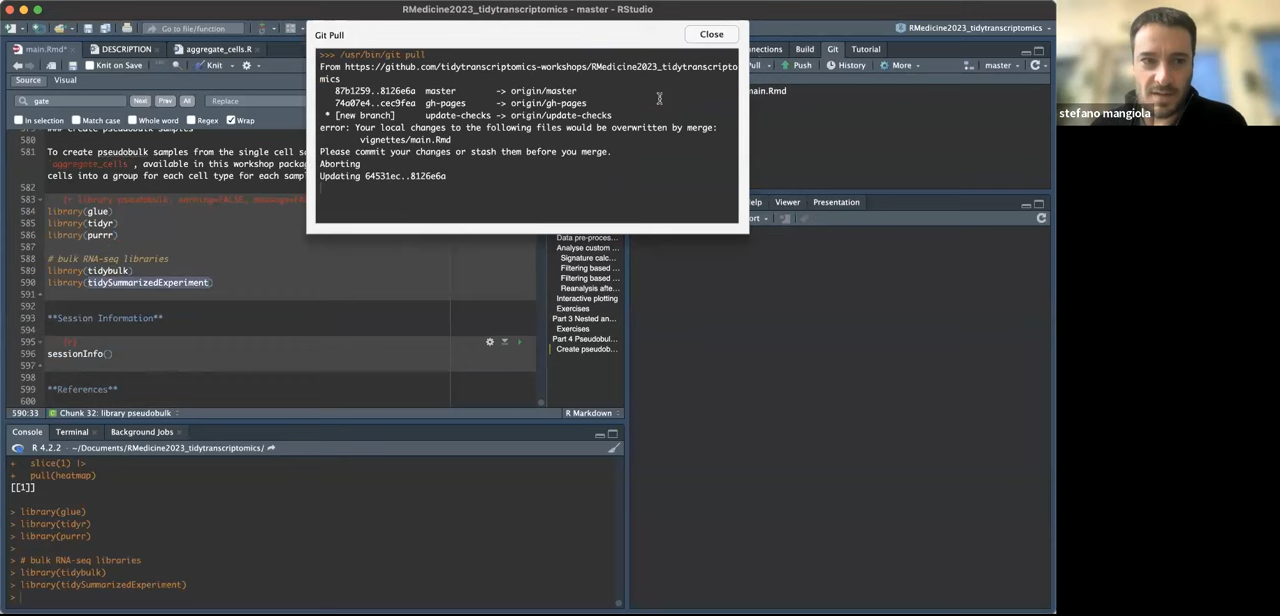 RMedicine2023_tidytranscriptomics - master - RStudio
Go to file/function
RMedicine2023_tidytranscriptomics
Git Pull
Close
main.Rmd*
DESCRIPTION
aggregate_cells.R
Knit on Save
Knit
Source
Visual
gate
Next
Prev
All
Replace
In selection
Match case
Whole word
Regex
Wrap
>>> /usr/bin/git pull
From https://github.com/tidytranscriptomics-workshops/RMedicine2023_tidytranscripto
mics
87b1259..8126e6a master -> origin/master
74a07e4..cec9fea gh-pages -> origin/gh-pages
* [new branch] update-checks -> origin/update-checks
error: Your local changes to the following files would be overwritten by merge:
vignettes/main.Rmd
Please commit your changes or stash them before you merge.
Aborting
Updating 64531ec..8126e6a
nnections
Build
Git
Tutorial
Pull
Push
History
More
master
main.Rmd
stefano mangiola
580
581 To create pseudobulk samples from the single cell s
`aggregate_cells`, available in this workshop packa
cells into a group for each cell type for each samp
582
583
584 library(glue)
585 library(tidyr)
586 library(purrr)
587
588 # bulk RNA-seq libraries
589 library(tidybulk)
590 library(tidySummarizedExperiment)
591
592
593 **Session Information**
594
595 {r}
596 sessionInfo()
597
598
599 **References**
600
Data pre-proces...
Analyse custom ...
Signature calc...
Filtering based ...
Filtering based ...
Reanalysis afte...
Interactive plotting
Exercises
Part 3 Nested an...
Exercises
Part 4 Pseudobul...
Create pseudob...
590:33
Chunk 32: library pseudobulk
R Markdown
elp
Viewer
Presentation
ort
Console
Terminal
Background Jobs
R 4.2.2 · ~/Documents/RMedicine2023_tidytranscriptomics/
+ slice(1) |>
+ pull(heatmap)
[[1]]
> library(glue)
> library(tidyr)
> library(purrr)
>
> # bulk RNA-seq libraries
> library(tidybulk)
> library(tidySummarizedExperiment)
>